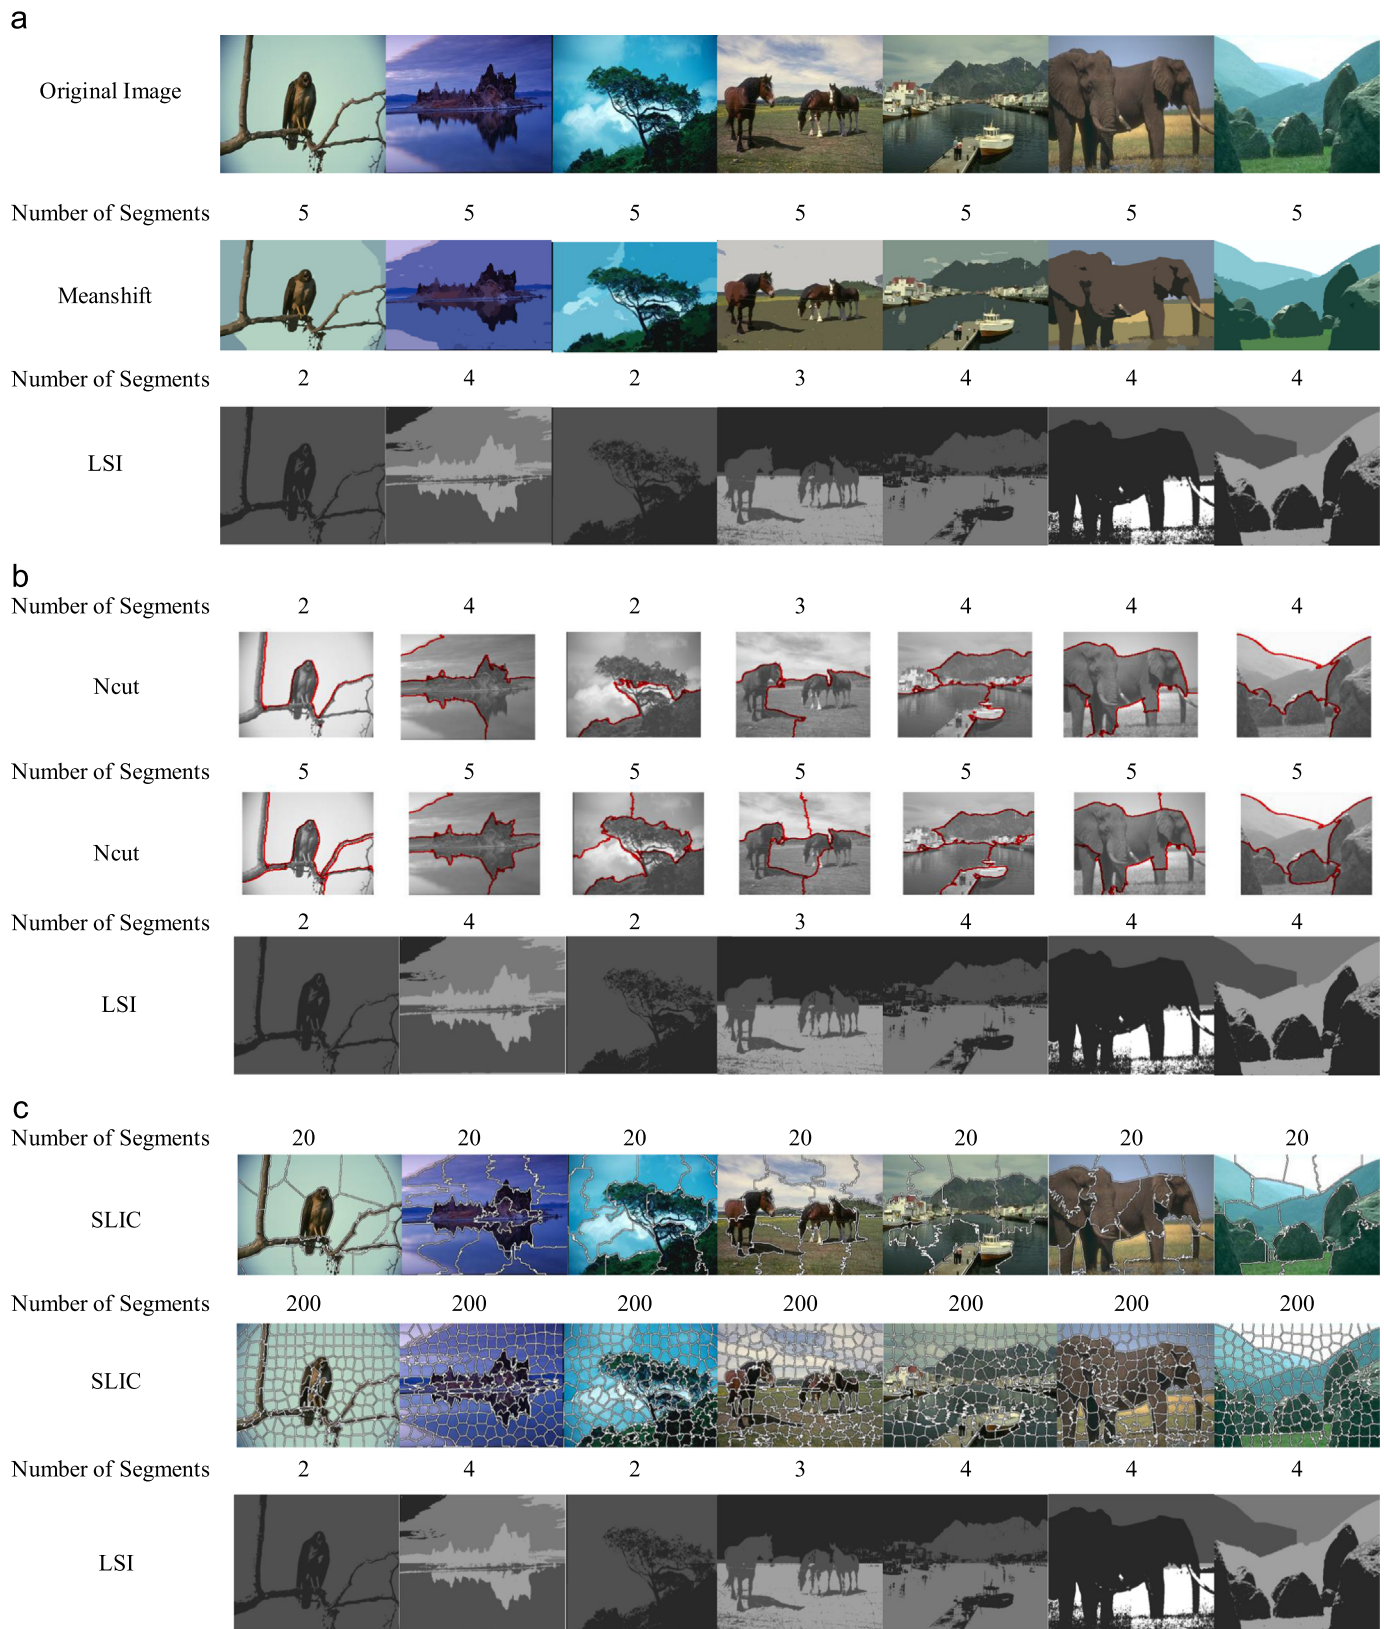 a
Original Image
Number of Segments 5 5 5 5 5 5 5
Meanshift
Number of Segments 2 4 2 3 4 4 4
LSI
b
Number of Segments 2 4 2 3 4 4 4
Ncut
Number of Segments 5 5 5 5 5 5 5
Ncut
Number of Segments 2 4 2 3 4 4 4
LSI
c
Number of Segments 20 20 20 20 20 20 20
SLIC
Number of Segments 200 200 200 200 200 200 200
SLIC
Number of Segments 2 4 2 3 4 4 4
LSI